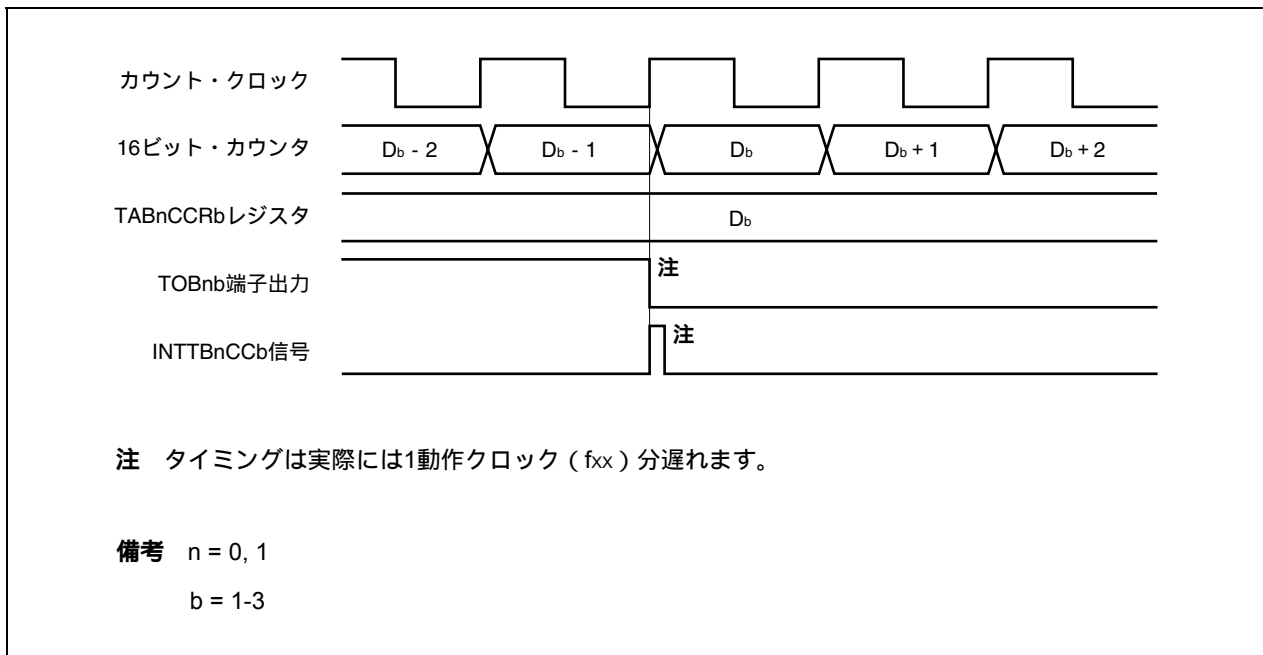 カウント・クロック
16ビット・カウンタ
Db - 2
Db - 1
Db
Db + 1
Db + 2
TABnCCRbレジスタ
Db
TOBnb端子出力
注
INTTBnCCb信号
注
注 タイミングは実際には1動作クロック（fxx）分遅れます。
備考 n = 0, 1
b = 1-3